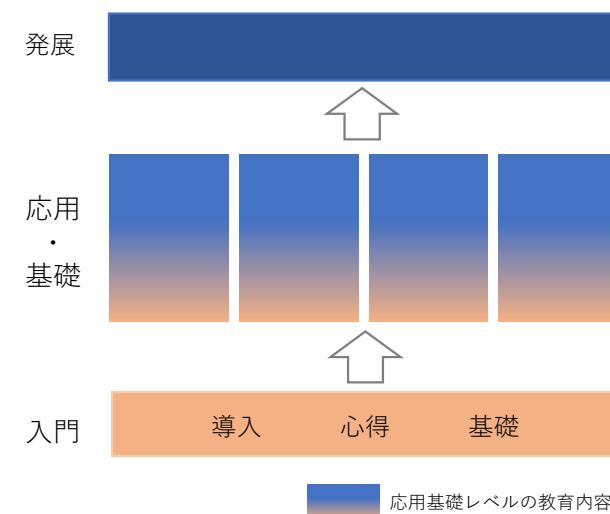 発展
応用
・
基礎
入門
導入 心得 基礎
応用基礎レベルの教育内容